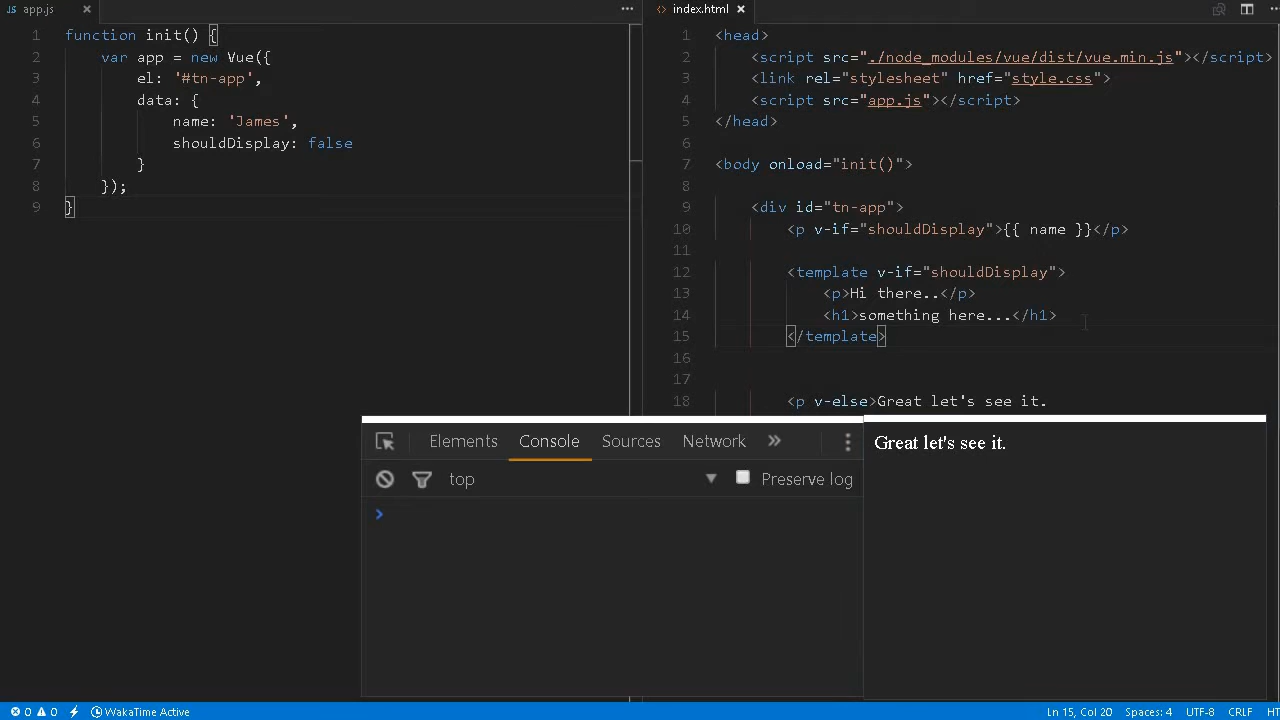 JS app.js ×
1 function init() {
2 var app = new Vue({
3 el: '#tn-app',
4 data: {
5 name: 'James',
6 shouldDisplay: false
7 }
8 });
9 }
<> index.html ×
1 <head>
2 <script src="./node_modules/vue/dist/vue.min.js"></script>
3 <link rel="stylesheet" href="style.css">
4 <script src="app.js"></script>
5 </head>
6
7 <body onload="init()">
8
9 <div id="tn-app">
10 <p v-if="shouldDisplay">{{ name }}</p>
11
12 <template v-if="shouldDisplay">
13 <p>Hi there..</p>
14 <h1>something here...</h1>
15 </template>
16
17
18 <p v-else>Great let's see it.
Elements Console Sources Network »
top ▼ Preserve log
>
Great let's see it.
0 0 WakaTime Active Ln 15, Col 20 Spaces: 4 UTF-8 CRLF HT